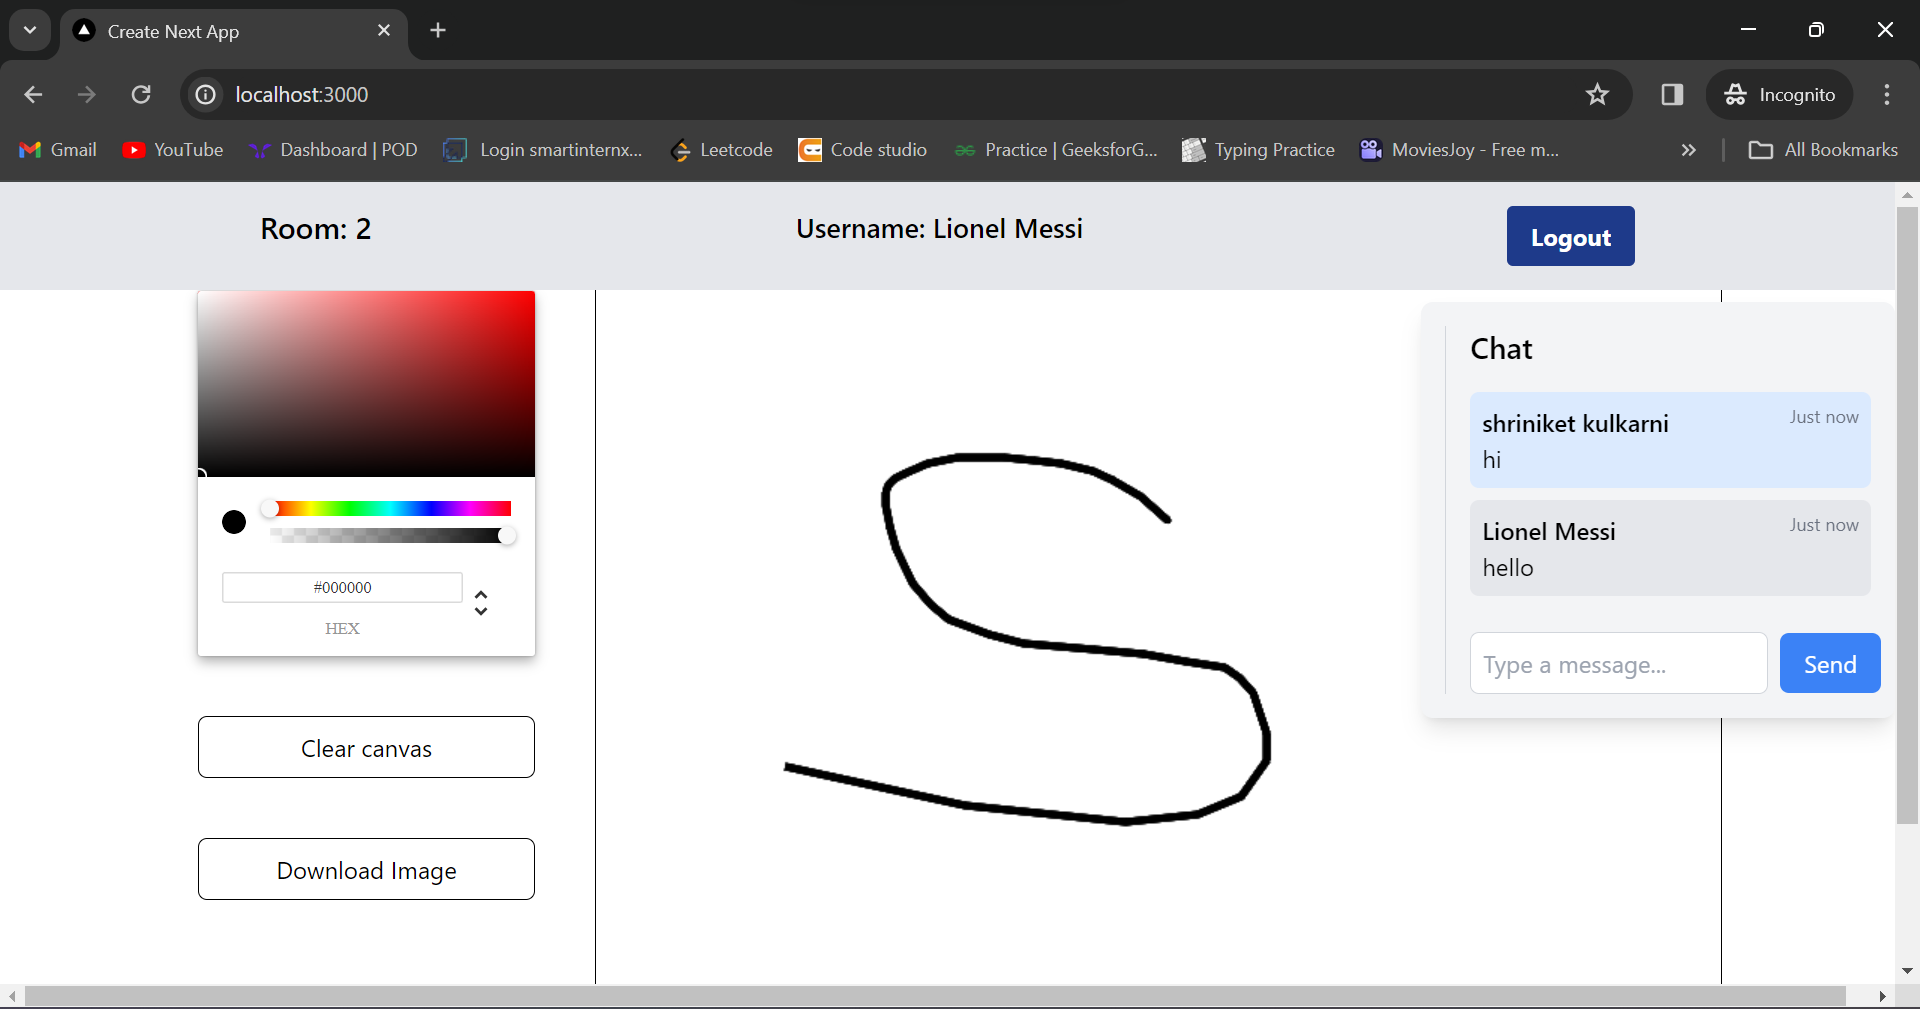 Create Next App
localhost:3000
Incognito
Gmail
YouTube
Dashboard | POD
Login smartinternx...
Leetcode
Code studio
Practice | GeeksforG...
Typing Practice
MoviesJoy - Free m...
All Bookmarks
Room: 2
Username: Lionel Messi
Logout
#000000
HEX
Clear canvas
Download Image
S
Chat
shriniket kulkarni
Just now
hi
Lionel Messi
Just now
hello
Type a message...
Send